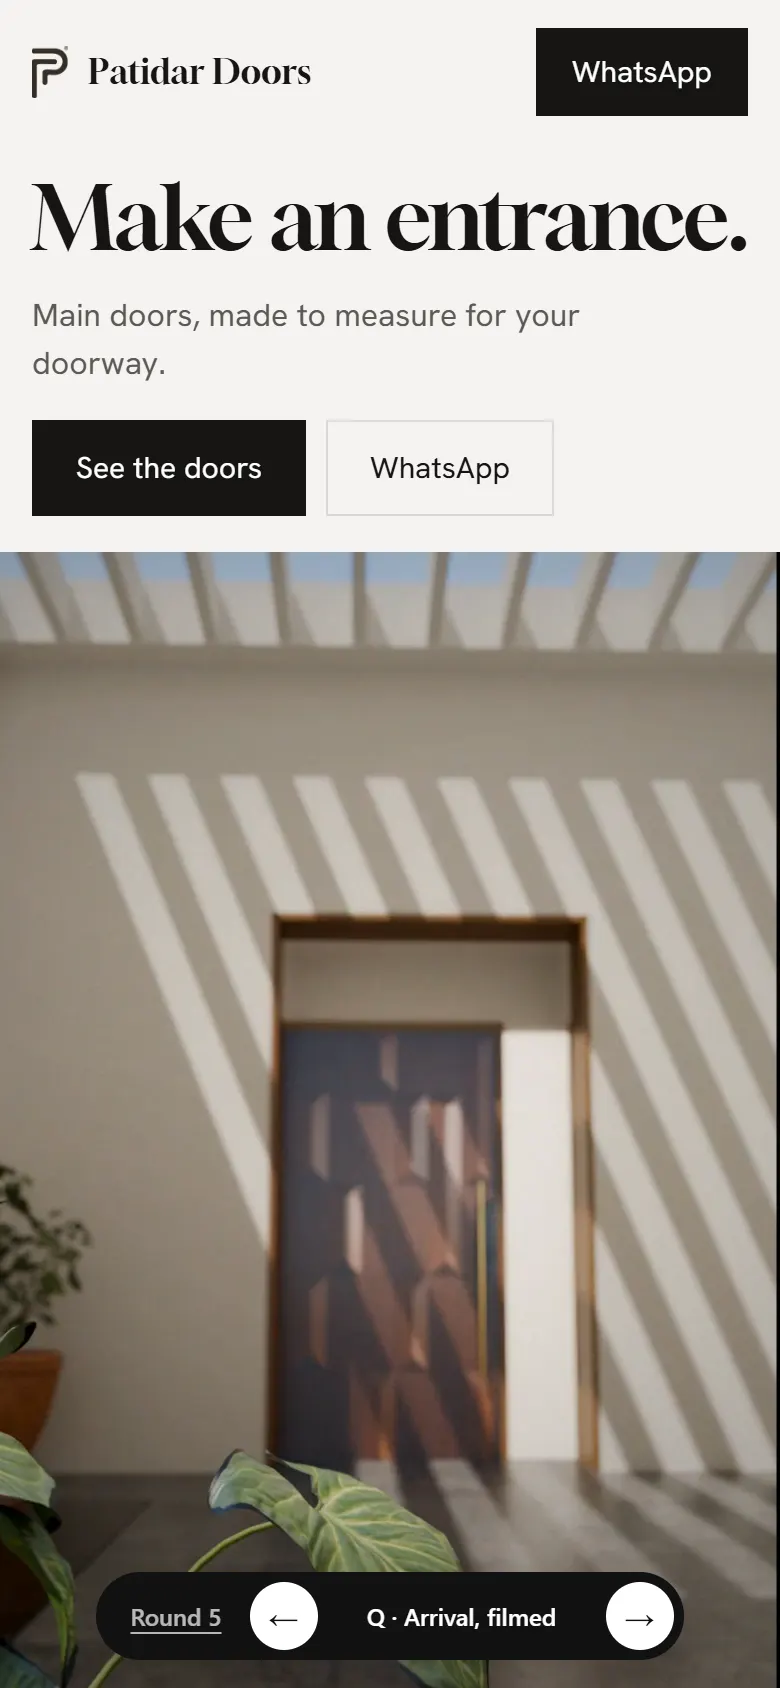 Patidar Doors
WhatsApp
Make an entrance.
Main doors, made to measure for your
doorway.
See the doors
WhatsApp
Round 5
←
Q · Arrival, filmed
→